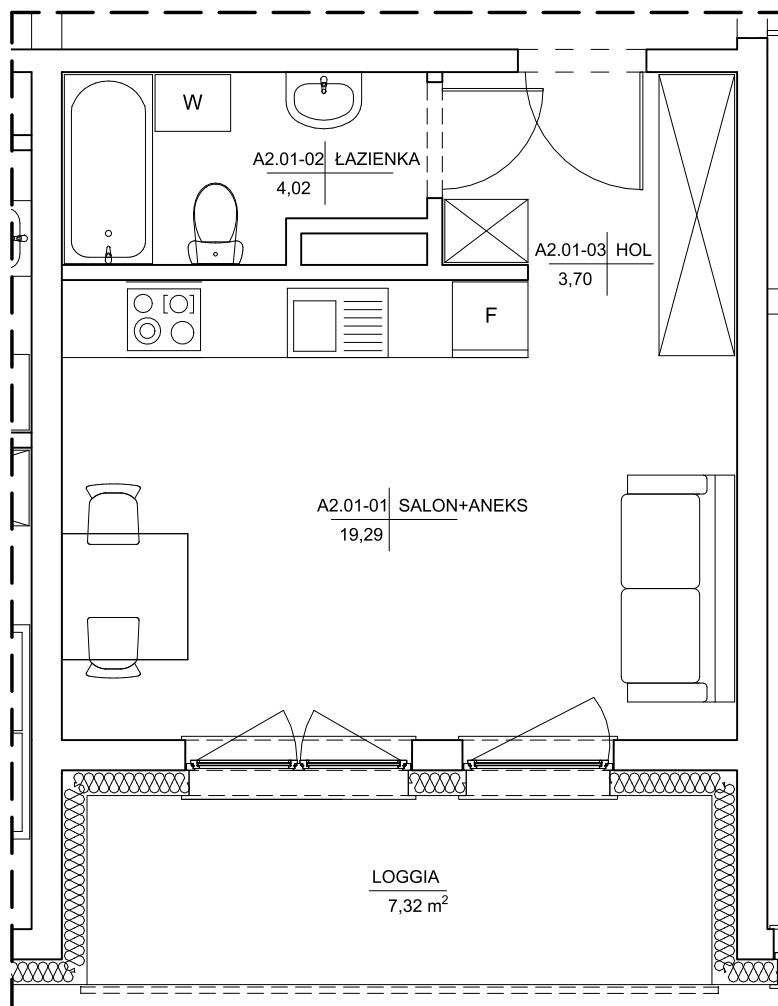 W
A2.01-02 ŁAZIENKA
4,02
A2.01-03 HOL
3,70
F
A2.01-01 SALON+ANEKS
19,29
LOGGIA
7,32 m²